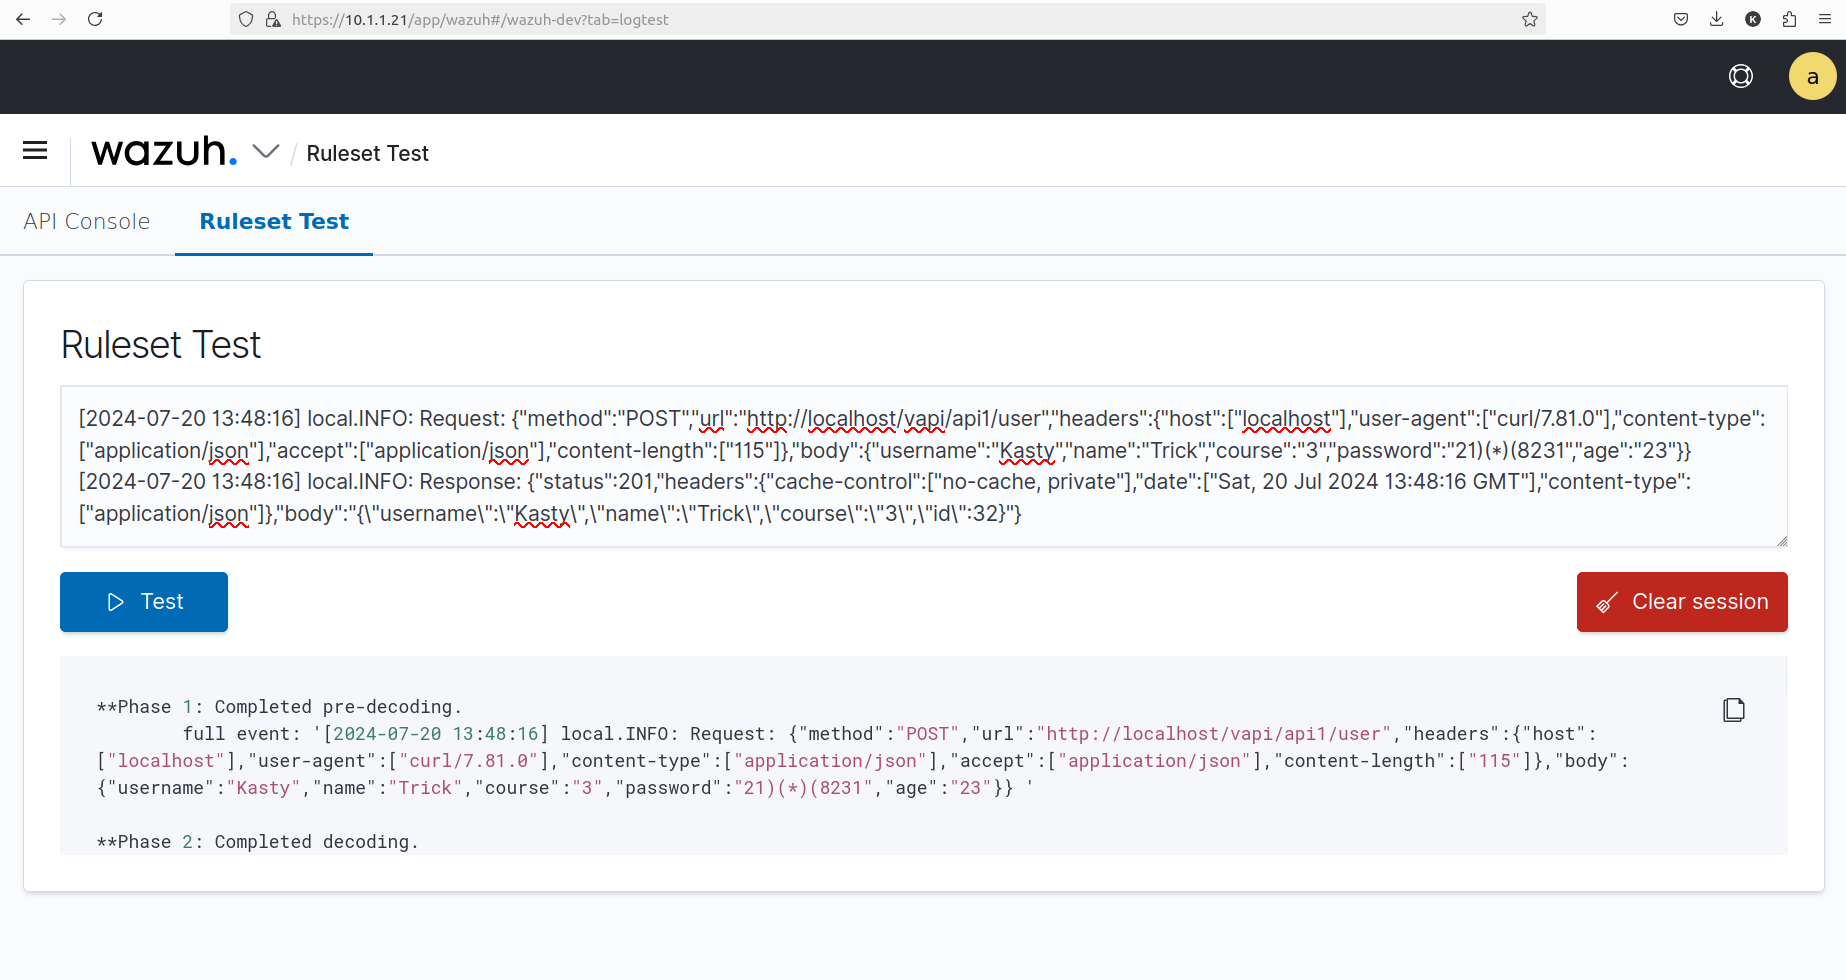 https://10.1.1.21/app/wazuh#/wazuh-dev?tab=logtest
K
a
wazuh. / Ruleset Test
API Console Ruleset Test
Ruleset Test
[2024-07-20 13:48:16] local.INFO: Request: {"method":"POST","url":"http://localhost/vapi/api1/user","headers":{"host":["localhost"],"user-agent":["curl/7.81.0"],"content-type":
["application/json"],"accept":["application/json"],"content-length":["115"]},"body":{"username":"Kasty","name":"Trick","course":"3","password":"21)(*)(8231","age":"23"}}
[2024-07-20 13:48:16] local.INFO: Response: {"status":201,"headers":{"cache-control":["no-cache, private"],"date":["Sat, 20 Jul 2024 13:48:16 GMT"],"content-type":
["application/json"]},"body":"{\"username\":\"Kasty\",\"name\":\"Trick\",\"course\":\"3\",\"id\":32}"}
Test Clear session
**Phase 1: Completed pre-decoding.
full event: '[2024-07-20 13:48:16] local.INFO: Request: {"method":"POST","url":"http://localhost/vapi/api1/user","headers":{"host":
["localhost"],"user-agent":["curl/7.81.0"],"content-type":["application/json"],"accept":["application/json"],"content-length":["115"]},"body":
{"username":"Kasty","name":"Trick","course":"3","password":"21)(*)(8231","age":"23"}} '
**Phase 2: Completed decoding.